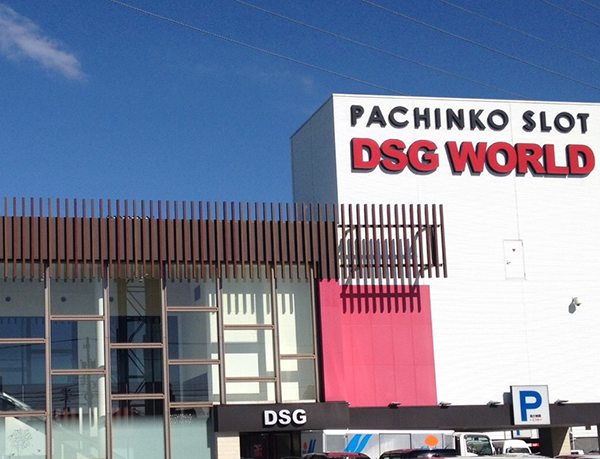 PACHINKO SLOT
DSG WORLD
DSG
P